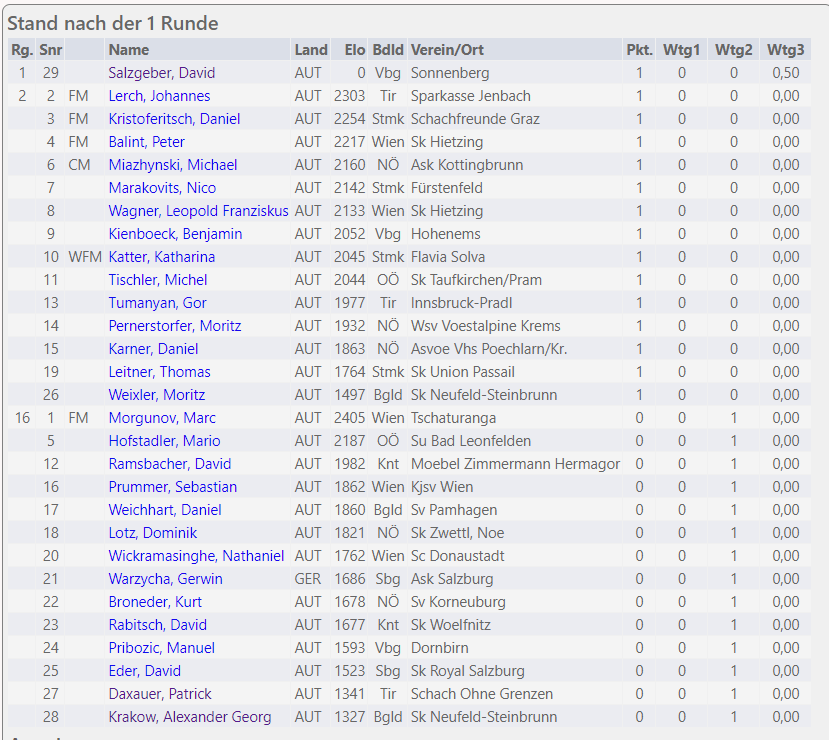 Stand nach der 1 Runde
Rg. Snr Name Land Elo Bdld Verein/Ort Pkt. Wtg1 Wtg2 Wtg3
1 29 Salzgeber, David AUT 0 Vbg Sonnenberg 1 0 0 0,50
2 2 FM Lerch, Johannes AUT 2303 Tir Sparkasse Jenbach 1 0 0 0,00
3 FM Kristoferitsch, Daniel AUT 2254 Stmk Schachfreunde Graz 1 0 0 0,00
4 FM Balint, Peter AUT 2217 Wien Sk Hietzing 1 0 0 0,00
6 CM Miazhynski, Michael AUT 2160 NÖ Ask Kottingbrunn 1 0 0 0,00
7 Marakovits, Nico AUT 2142 Stmk Fürstenfeld 1 0 0 0,00
8 Wagner, Leopold Franziskus AUT 2133 Wien Sk Hietzing 1 0 0 0,00
9 Kienboeck, Benjamin AUT 2052 Vbg Hohenems 1 0 0 0,00
10 WFM Katter, Katharina AUT 2045 Stmk Flavia Solva 1 0 0 0,00
11 Tischler, Michel AUT 2044 OÖ Sk Taufkirchen/Pram 1 0 0 0,00
13 Tumanyan, Gor AUT 1977 Tir Innsbruck-Pradl 1 0 0 0,00
14 Pernerstorfer, Moritz AUT 1932 NÖ Wsv Voestalpine Krems 1 0 0 0,00
15 Karner, Daniel AUT 1863 NÖ Asvoe Vhs Poechlarn/Kr. 1 0 0 0,00
19 Leitner, Thomas AUT 1764 Stmk Sk Union Passail 1 0 0 0,00
26 Weixler, Moritz AUT 1497 Bgld Sk Neufeld-Steinbrunn 1 0 0 0,00
16 1 FM Morgunov, Marc AUT 2405 Wien Tschaturanga 0 0 1 0,00
5 Hofstadler, Mario AUT 2187 OÖ Su Bad Leonfelden 0 0 1 0,00
12 Ramsbacher, David AUT 1982 Knt Moebel Zimmermann Hermagor 0 0 1 0,00
16 Prummer, Sebastian AUT 1862 Wien Kjsv Wien 0 0 1 0,00
17 Weichhart, Daniel AUT 1860 Bgld Sv Pamhagen 0 0 1 0,00
18 Lotz, Dominik AUT 1821 NÖ Sk Zwettl, Noe 0 0 1 0,00
20 Wickramasinghe, Nathaniel AUT 1762 Wien Sc Donaustadt 0 0 1 0,00
21 Warzycha, Gerwin GER 1686 Sbg Ask Salzburg 0 0 1 0,00
22 Broneder, Kurt AUT 1678 NÖ Sv Korneuburg 0 0 1 0,00
23 Rabitsch, David AUT 1677 Knt Sk Woelfnitz 0 0 1 0,00
24 Pribozic, Manuel AUT 1593 Vbg Dornbirn 0 0 1 0,00
25 Eder, David AUT 1523 Sbg Sk Royal Salzburg 0 0 1 0,00
27 Daxauer, Patrick AUT 1341 Tir Schach Ohne Grenzen 0 0 1 0,00
28 Krakow, Alexander Georg AUT 1327 Bgld Sk Neufeld-Steinbrunn 0 0 1 0,00